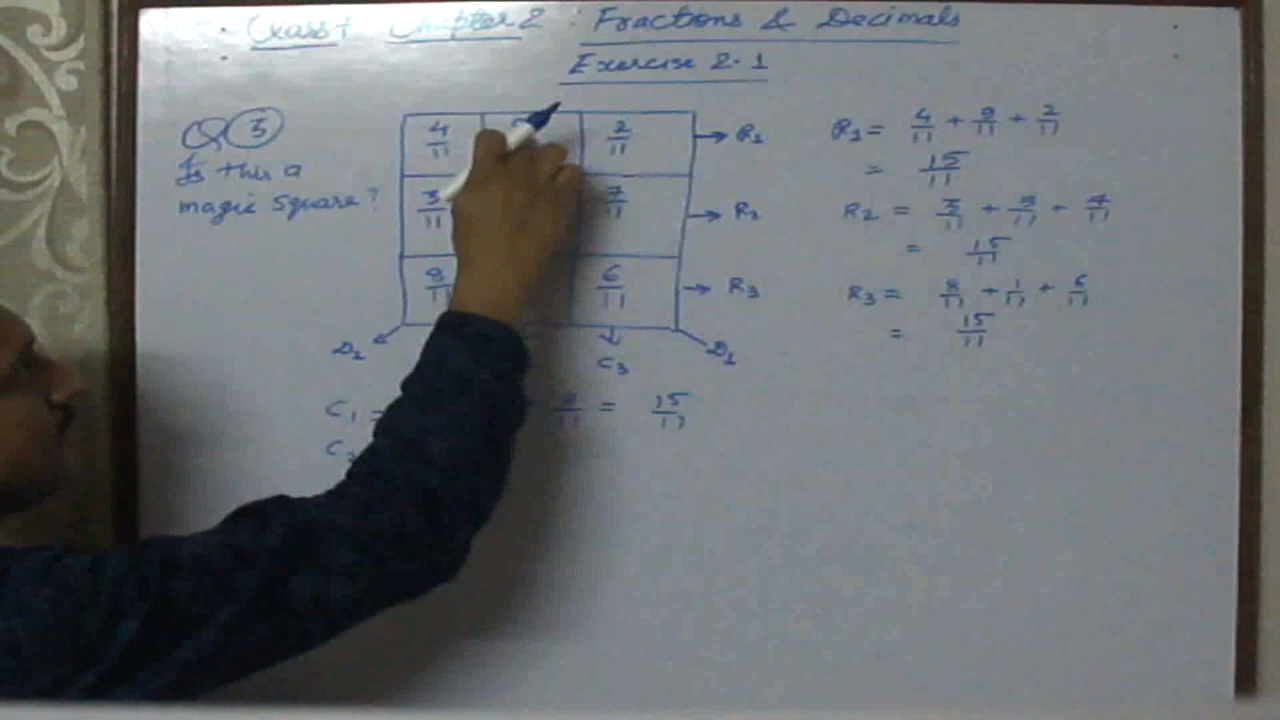 Class 7 Chapter 2 : Fractions & Decimals
Exercise 2.1
Q 3
Is this a
magic square?
4/11 2/11 → R1
3/11 7/11 → R2
8/11 6/11 → R3
D2 C3 D1
R1 = 4/11 + 9/11 + 2/11
= 15/11
R2 = 3/11 + 5/11 + 7/11
= 15/11
R3 = 8/11 + 1/11 + 6/11
= 15/11
C1 = 8/11 = 15/11
C2